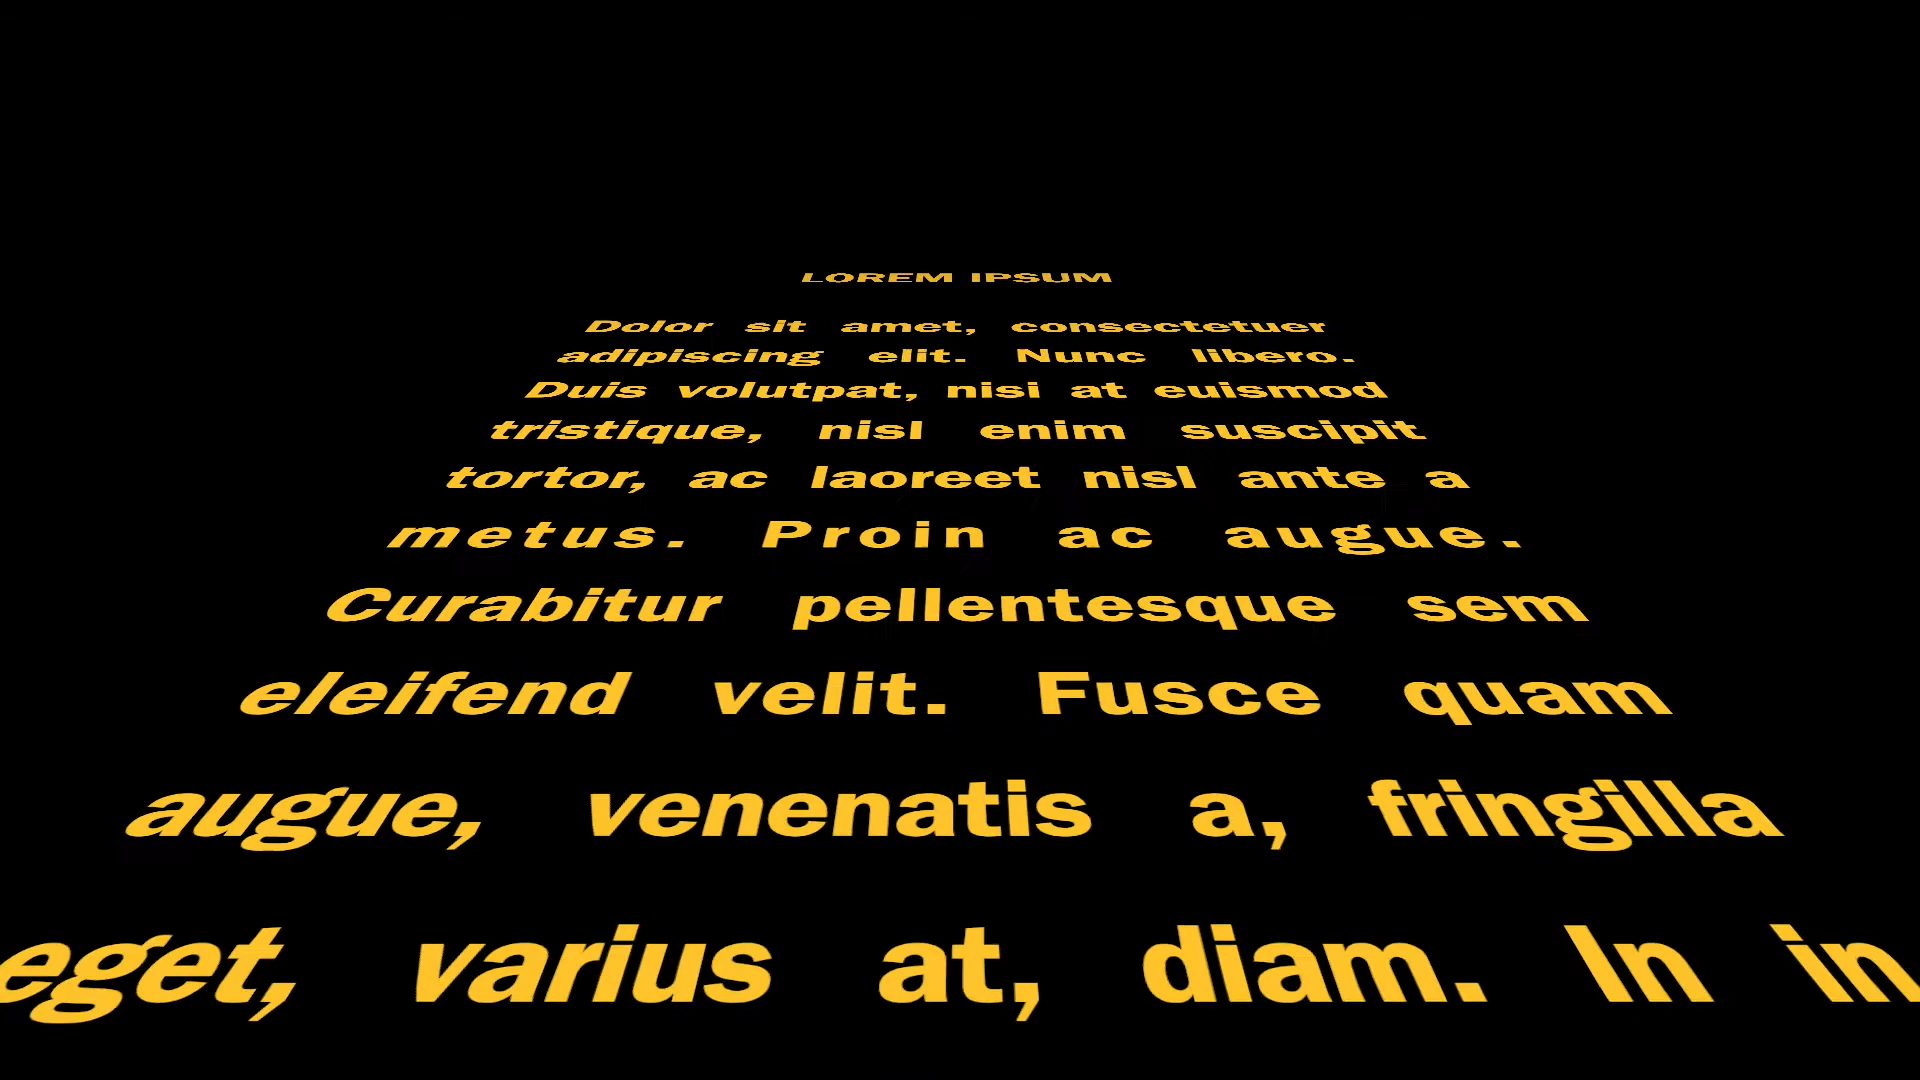 LOREM IPSUM
Dolor sit amet, consectetuer
adipiscing elit. Nunc libero.
Duis volutpat, nisi at euismod
tristique, nisl enim suscipit
tortor, ac laoreet nisl ante a
metus. Proin ac augue.
Curabitur pellentesque sem
eleifend velit. Fusce quam
augue, venenatis a, fringilla
eget, varius at, diam. In in